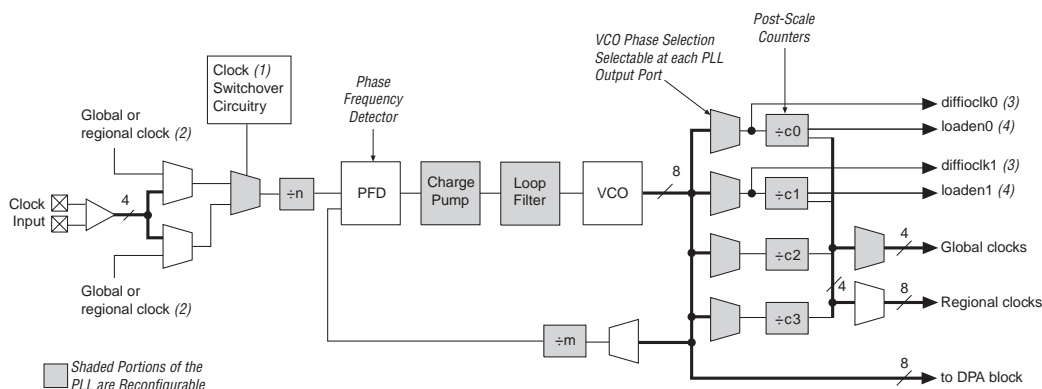 VCO Phase Selection
Selectable at each PLL
Output Port
Post-Scale
Counters
Clock (1)
Switchover
Circuitry
Phase
Frequency
Detector
Global or
regional clock (2)
diffioclk0 (3)
loaden0 (4)
÷c0
diffioclk1 (3)
loaden1 (4)
÷c1
Clock
Input
4
÷n
PFD
Charge
Pump
Loop
Filter
VCO
8
÷c2
4
Global clocks
Global or
regional clock (2)
4
÷c3
8
Regional clocks
÷m
8
to DPA block
Shaded Portions of the
PLL are Reconfigurable